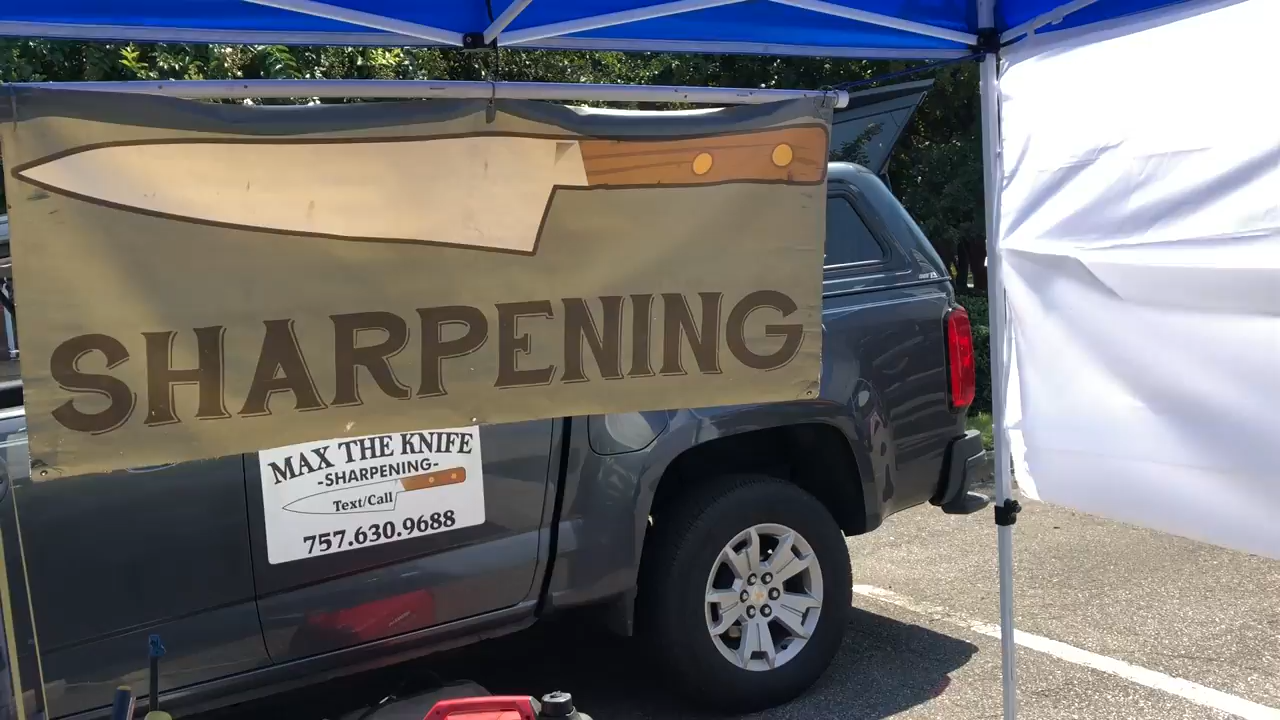 SHARPENING
MAX THE KNIFE
-SHARPENING-
Text/Call
757.630.9688